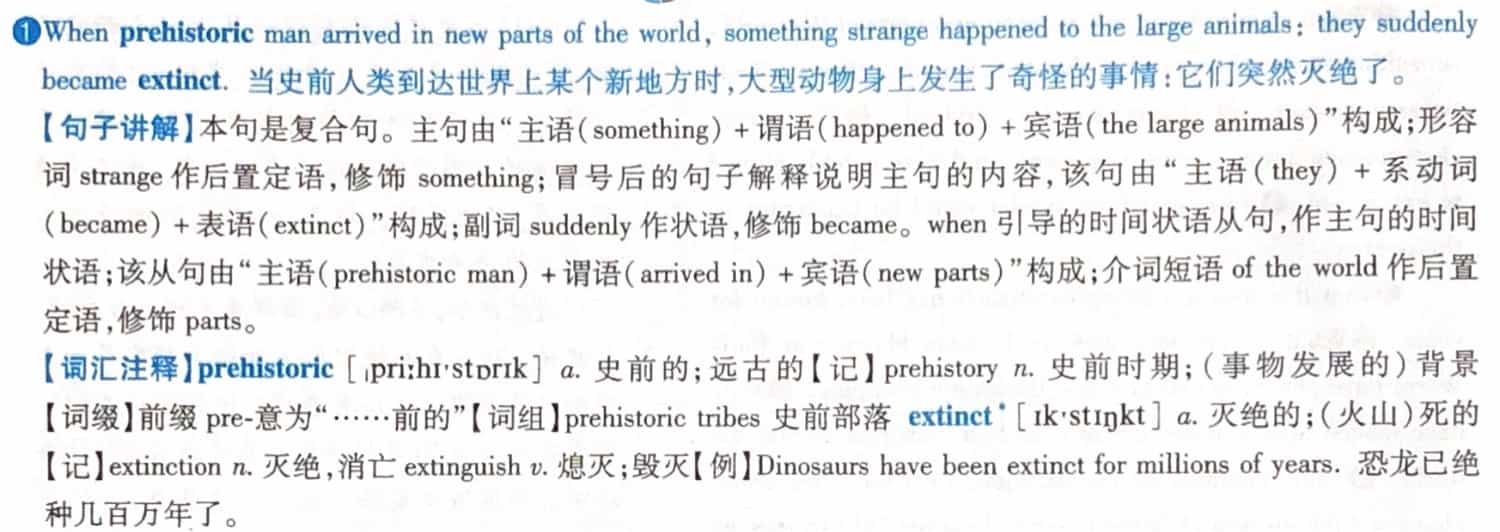 ❶When prehistoric man arrived in new parts of the world, something strange happened to the large animals: they suddenly
became extinct. 当史前人类到达世界上某个新地方时,大型动物身上发生了奇怪的事情:它们突然灭绝了。
【句子讲解】本句是复合句。主句由“主语(something) + 谓语(happened to) + 宾语(the large animals)”构成;形容
词 strange 作后置定语,修饰 something;冒号后的句子解释说明主句的内容,该句由“主语(they) + 系动词
(became) + 表语(extinct)”构成;副词 suddenly 作状语,修饰 became。when 引导的时间状语从句,作主句的时间
状语;该从句由“主语(prehistoric man) + 谓语(arrived in) + 宾语(new parts)”构成;介词短语 of the world 作后置
定语,修饰 parts。
【词汇注释】prehistoric [ˌpriːhɪˈstɒrɪk] a. 史前的;远古的【记】prehistory n. 史前时期;(事物发展的)背景
【词缀】前缀 pre-意为“……前的”【词组】prehistoric tribes 史前部落 extinct* [ɪkˈstɪŋkt] a. 灭绝的;(火山)死的
【记】extinction n. 灭绝,消亡 extinguish v. 熄灭;毁灭【例】Dinosaurs have been extinct for millions of years. 恐龙已绝
种几百万年了。